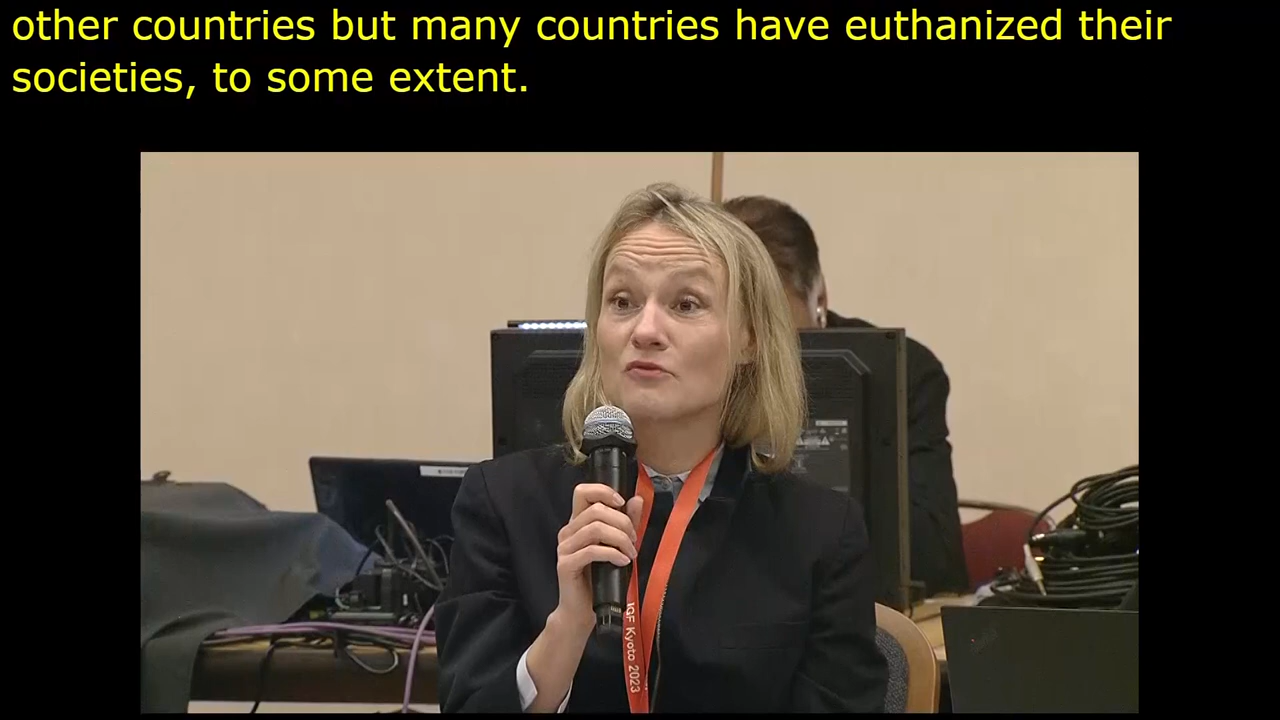 other countries but many countries have euthanized their
societies, to some extent.
IGF Kyoto 2023